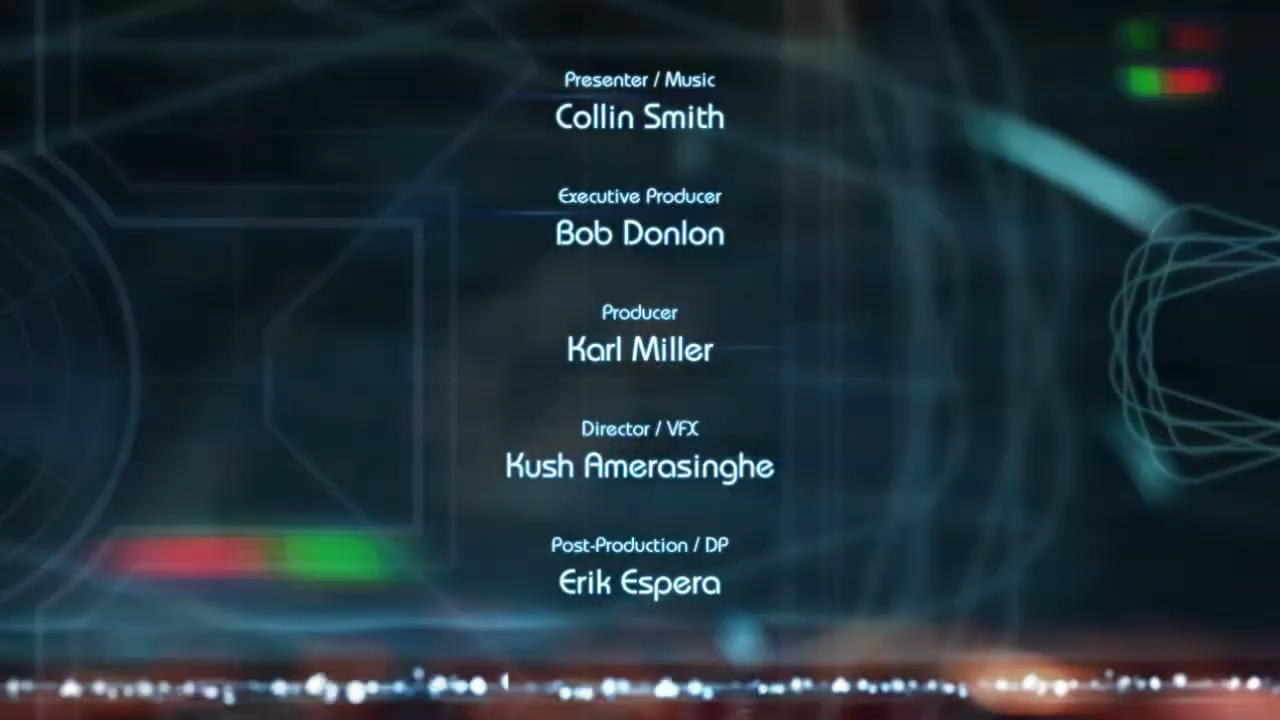 Presenter / Music
Collin Smith
Executive Producer
Bob Donlon
Producer
Karl Miller
Director / VFX
Kush Amerasinghe
Post-Production / DP
Erik Espera